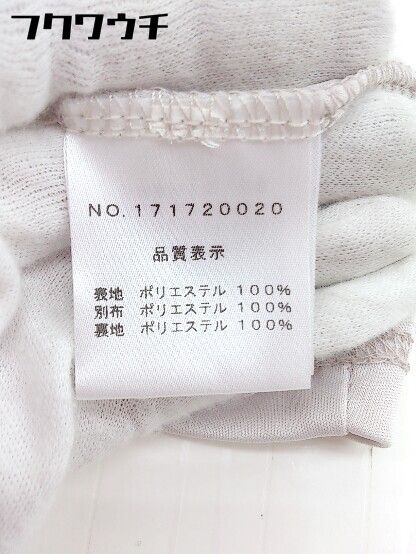 フクワウチ
NO.171720020
品質表示
表地 ポリエステル 100%
別布 ポリエステル 100%
裏地 ポリエステル 100%